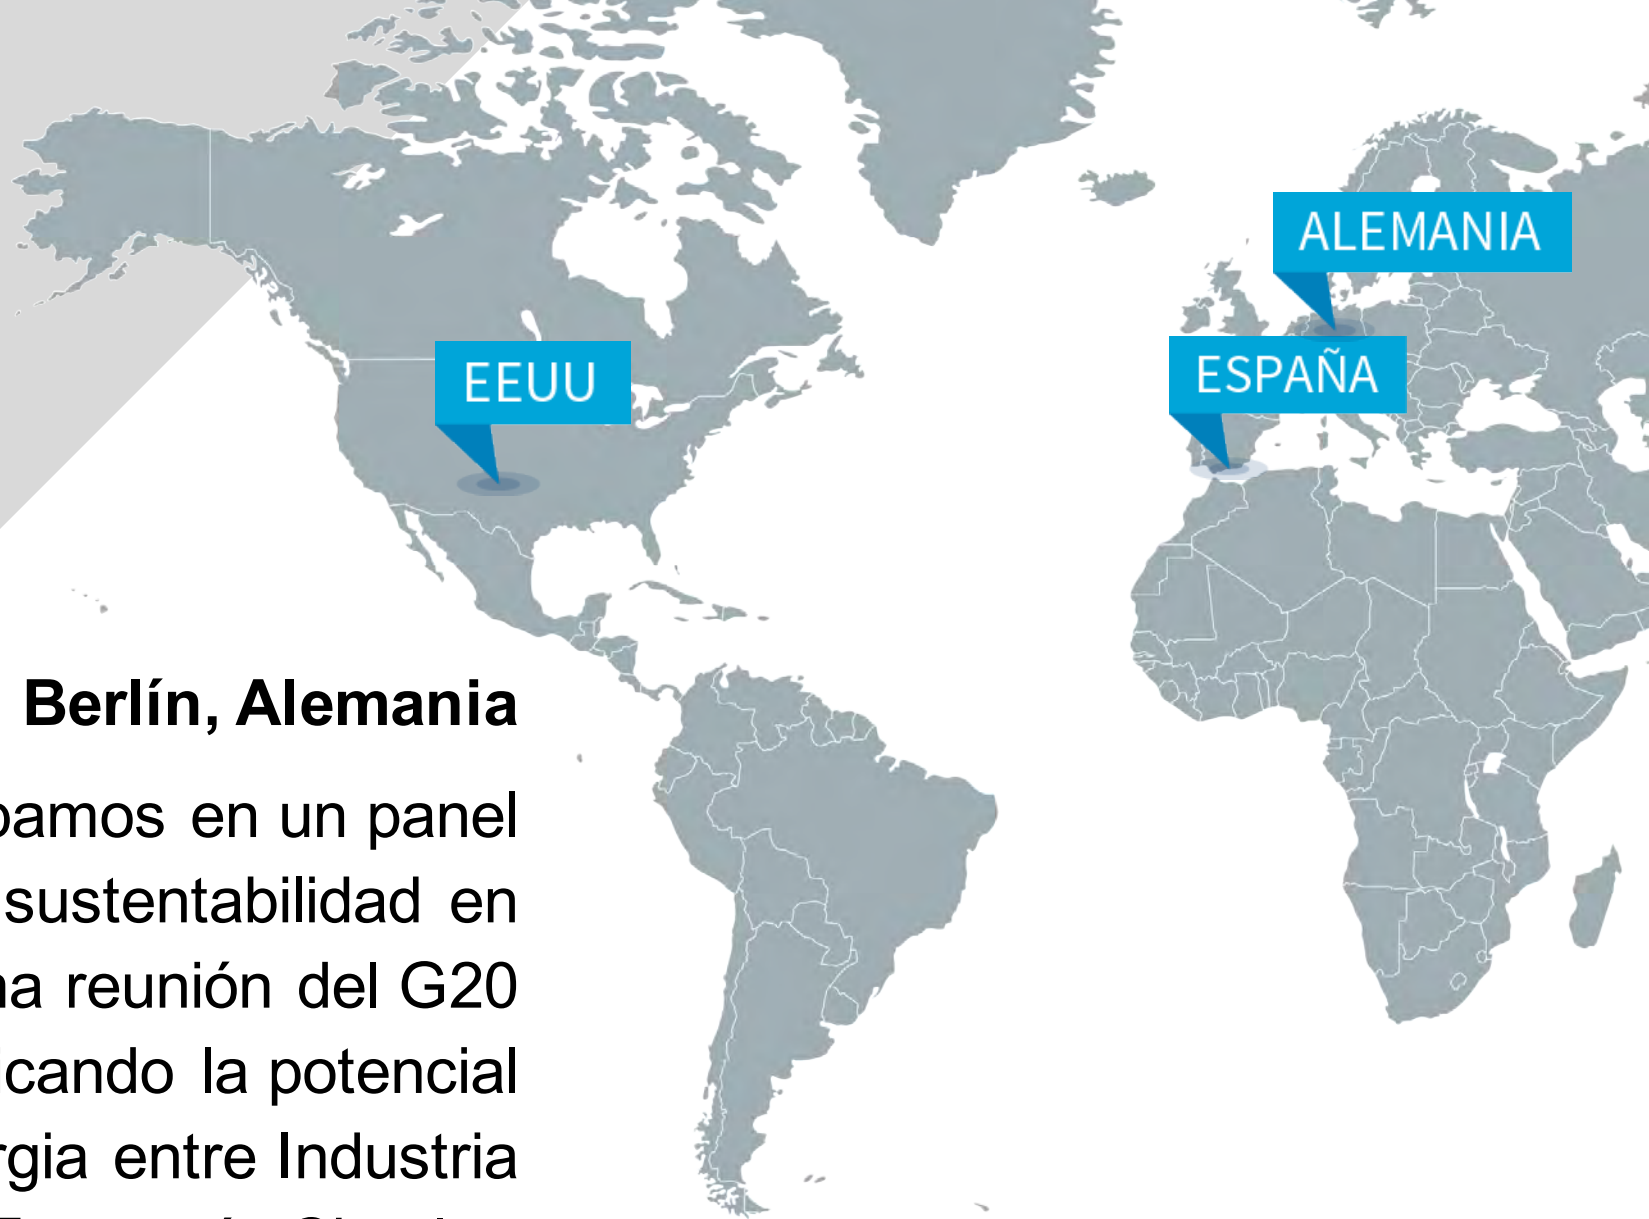 ALEMANIA
ESPAÑA
EEUU
Berlín, Alemania
en un panel
sustentabilidad en
reunión del G20
la potencial
entre Industria